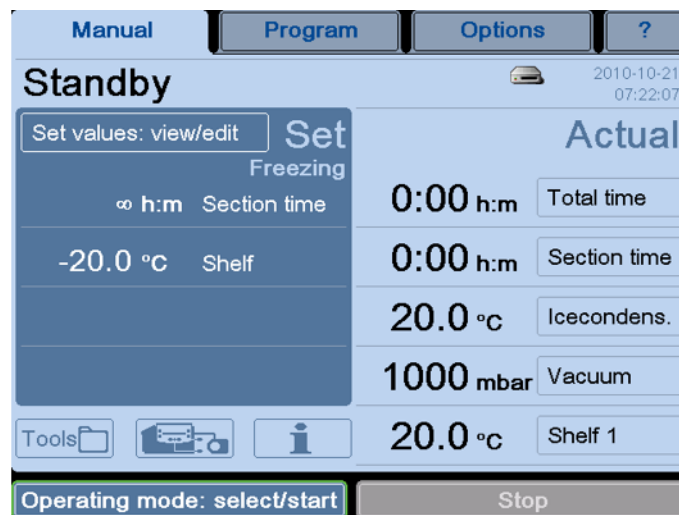 Manual Program Options ?
Standby 2010-10-21
07:22:07
Set values: view/edit Set
Freezing
∞ h:m Section time
-20.0 °C Shelf
Actual
0:00 h:m Total time
0:00 h:m Section time
20.0 °C Icecondens.
1000 mbar Vacuum
20.0 °C Shelf 1
Tools i
Operating mode: select/start Stop